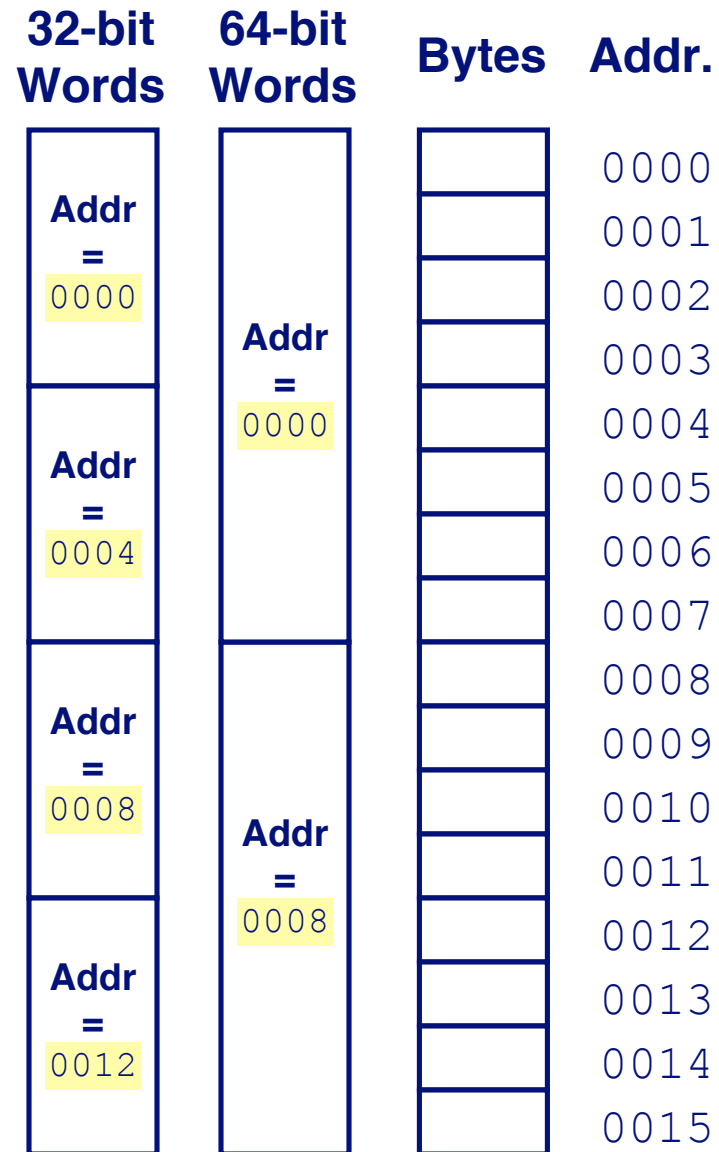 32-bit
Words
64-bit
Words
Bytes
Addr.
Addr
=
0000
Addr
=
0004
Addr
=
0008
Addr
=
0012
Addr
=
0000
Addr
=
0008
0000
0001
0002
0003
0004
0005
0006
0007
0008
0009
0010
0011
0012
0013
0014
0015